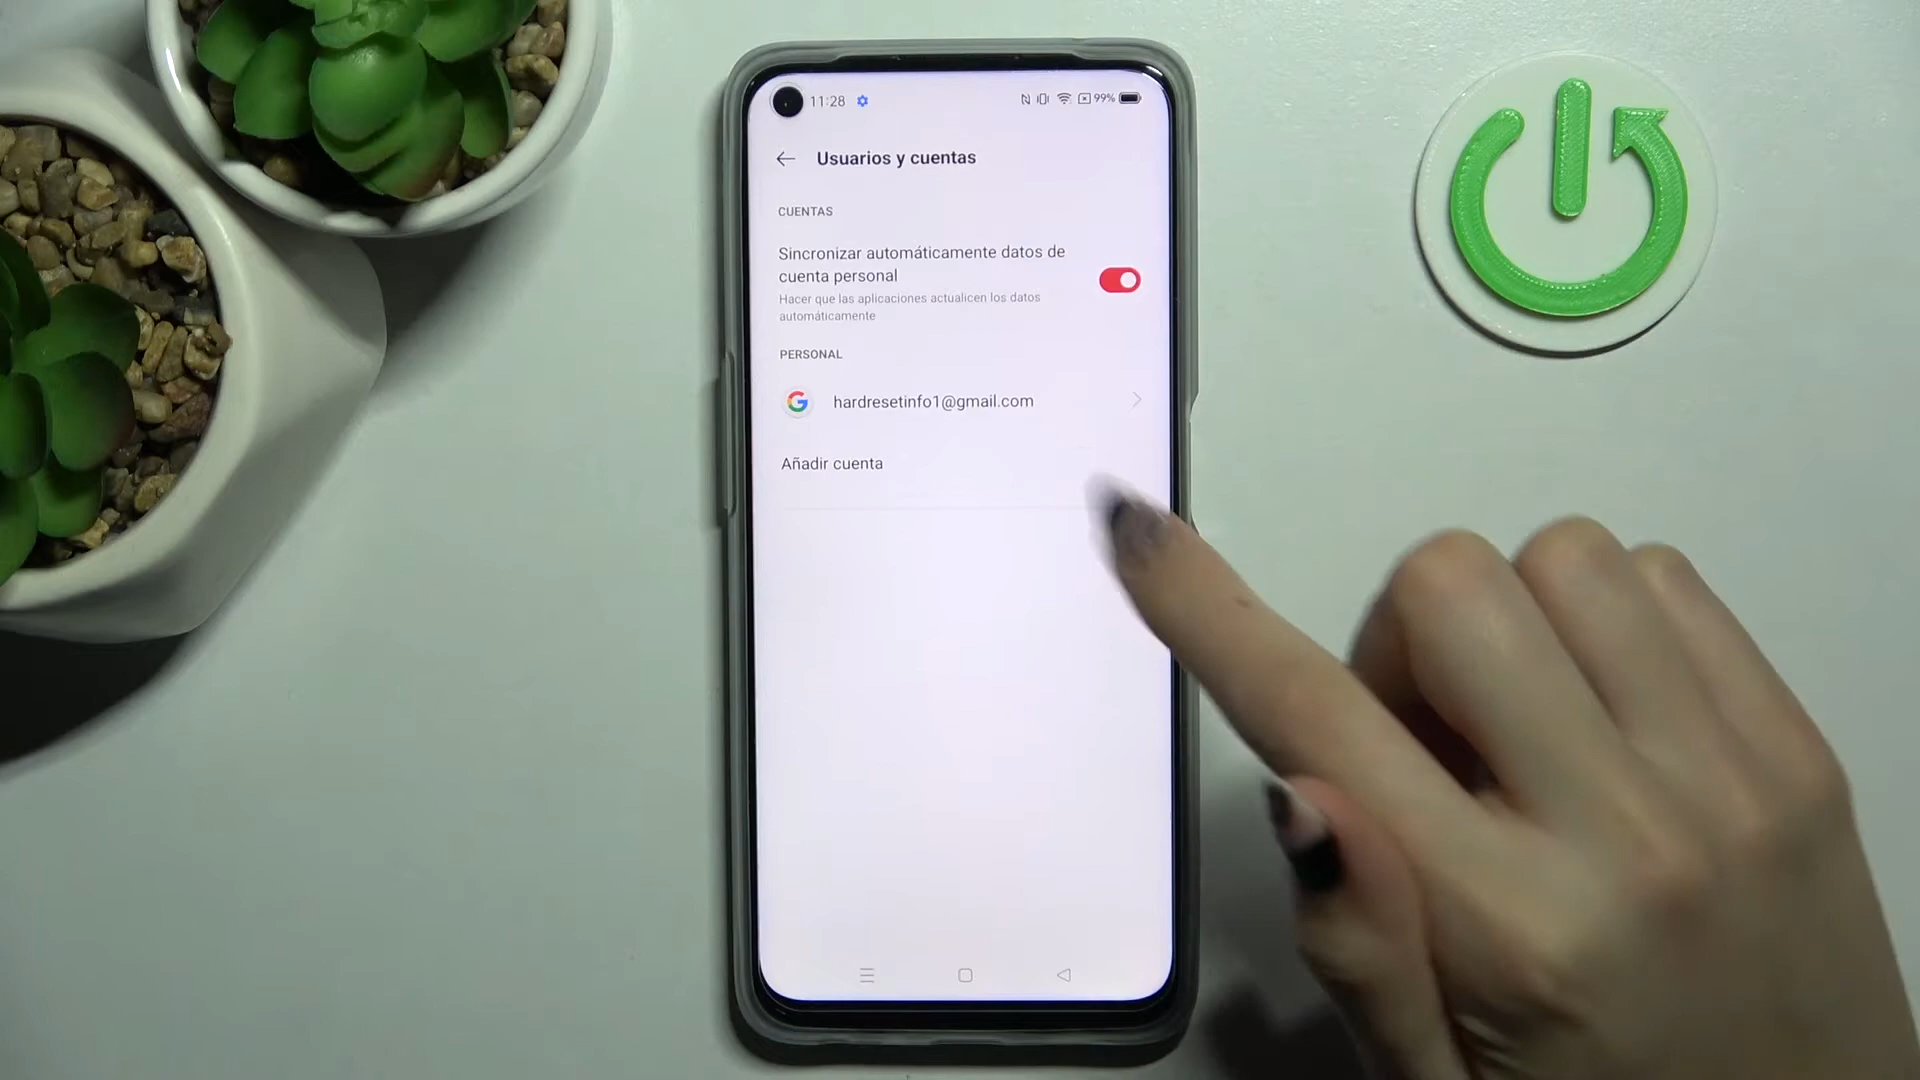 11:28 99%
Usuarios y cuentas
CUENTAS
Sincronizar automáticamente datos de
cuenta personal
Hacer que las aplicaciones actualicen los datos
automáticamente
PERSONAL
hardresetinfo1@gmail.com
Añadir cuenta